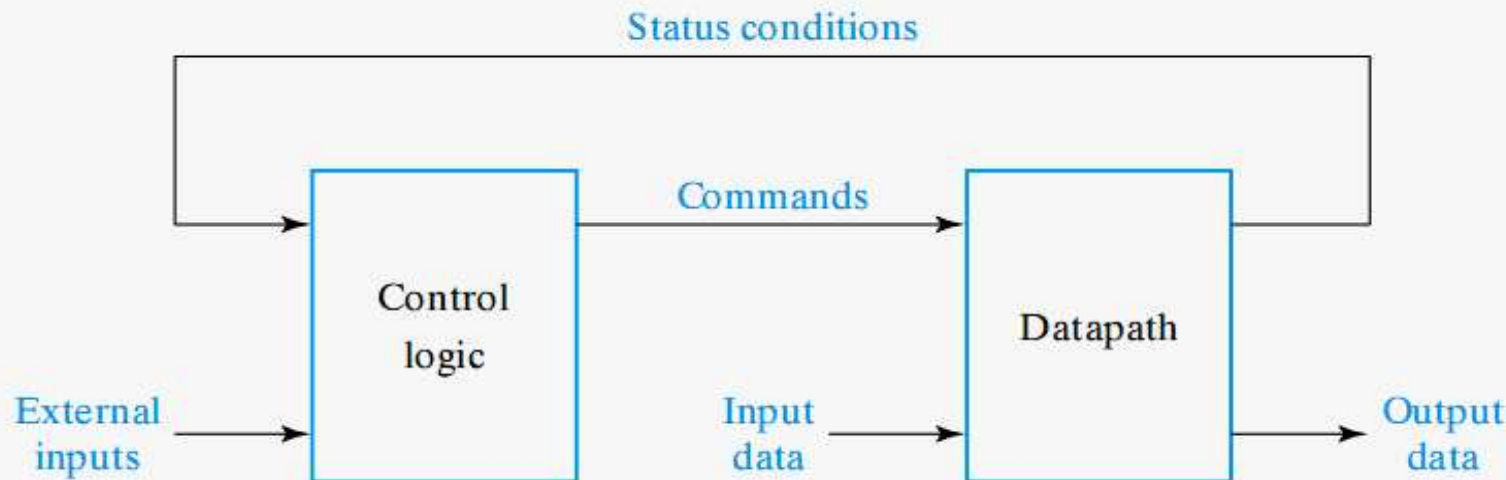 Status conditions
Commands
Control
logic
Datapath
External
inputs
Input
data
Output
data